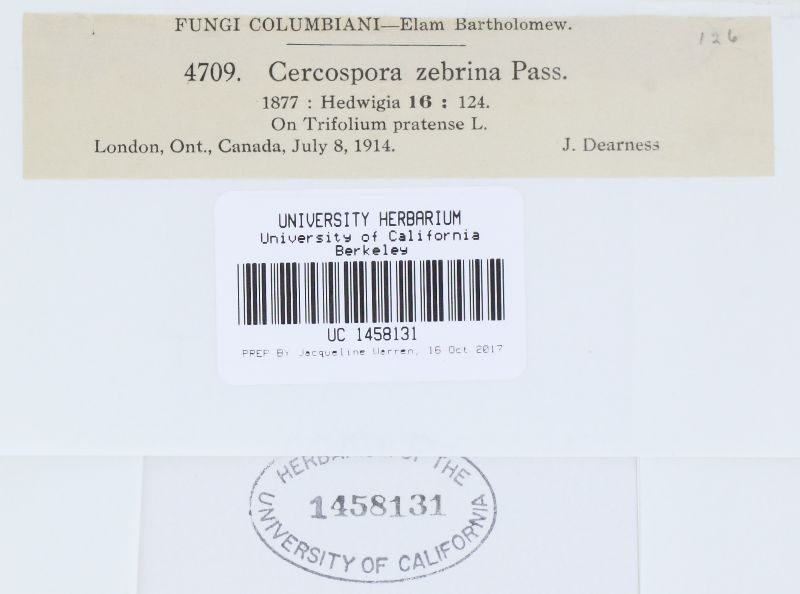 FUNGI COLUMBIANI—Elam Bartholomew.
126
4709. Cercospora zebrina Pass.
1877 : Hedwigia 16 : 124.
On Trifolium pratense L.
London, Ont., Canada, July 8, 1914. J. Dearness
UNIVERSITY HERBARIUM
University of California
Berkeley
UC 1458131
PREP BY Jacqueline Warren, 16 Oct 2017
HERBARIUM OF THE
1458131
UNIVERSITY OF CALIFORNIA